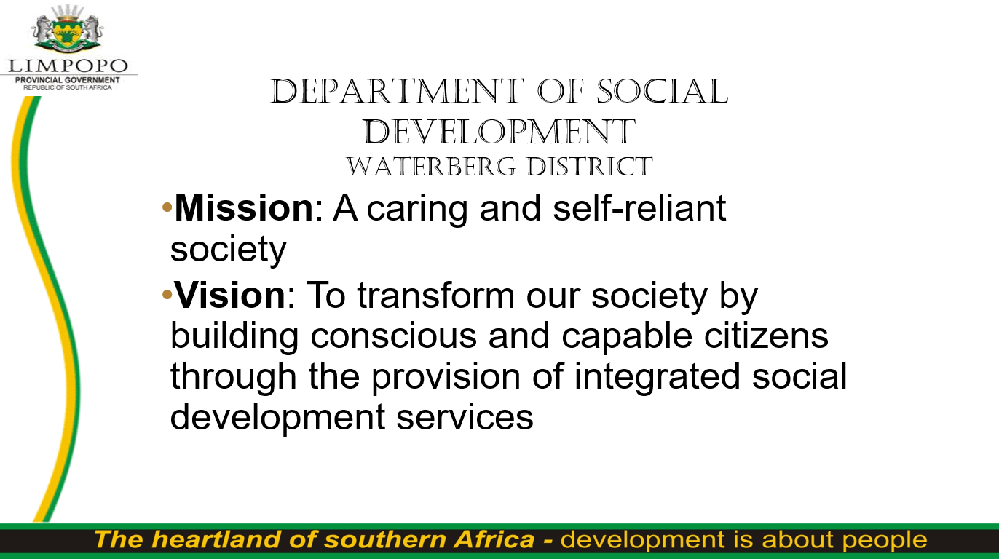 LIMPOPO
PROVINCIAL GOVERNMENT
REPUBLIC OF SOUTH AFRICA
DEPARTMENT OF SOCIAL
DEVELOPMENT
WATERBERG DISTRICT
•Mission: A caring and self-reliant
society
•Vision: To transform our society by
building conscious and capable citizens
through the provision of integrated social
development services
The heartland of southern Africa - development is about people